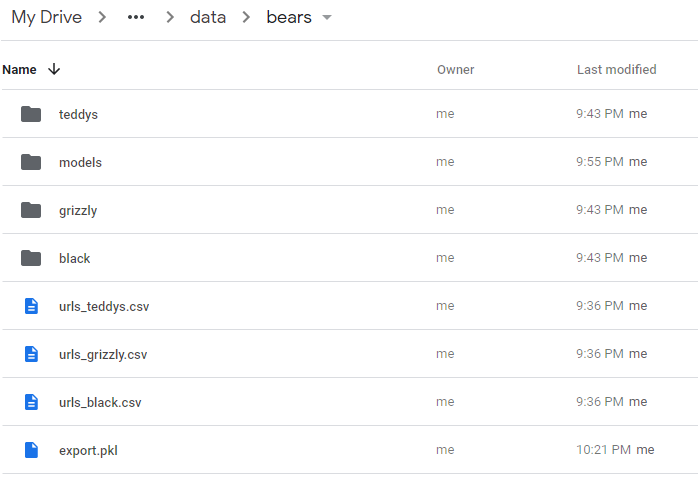 My Drive > ... > data > bears
Name Owner Last modified
teddys me 9:43 PM me
models me 9:55 PM me
grizzly me 9:43 PM me
black me 9:43 PM me
urls_teddys.csv me 9:36 PM me
urls_grizzly.csv me 9:36 PM me
urls_black.csv me 9:36 PM me
export.pkl me 10:21 PM me